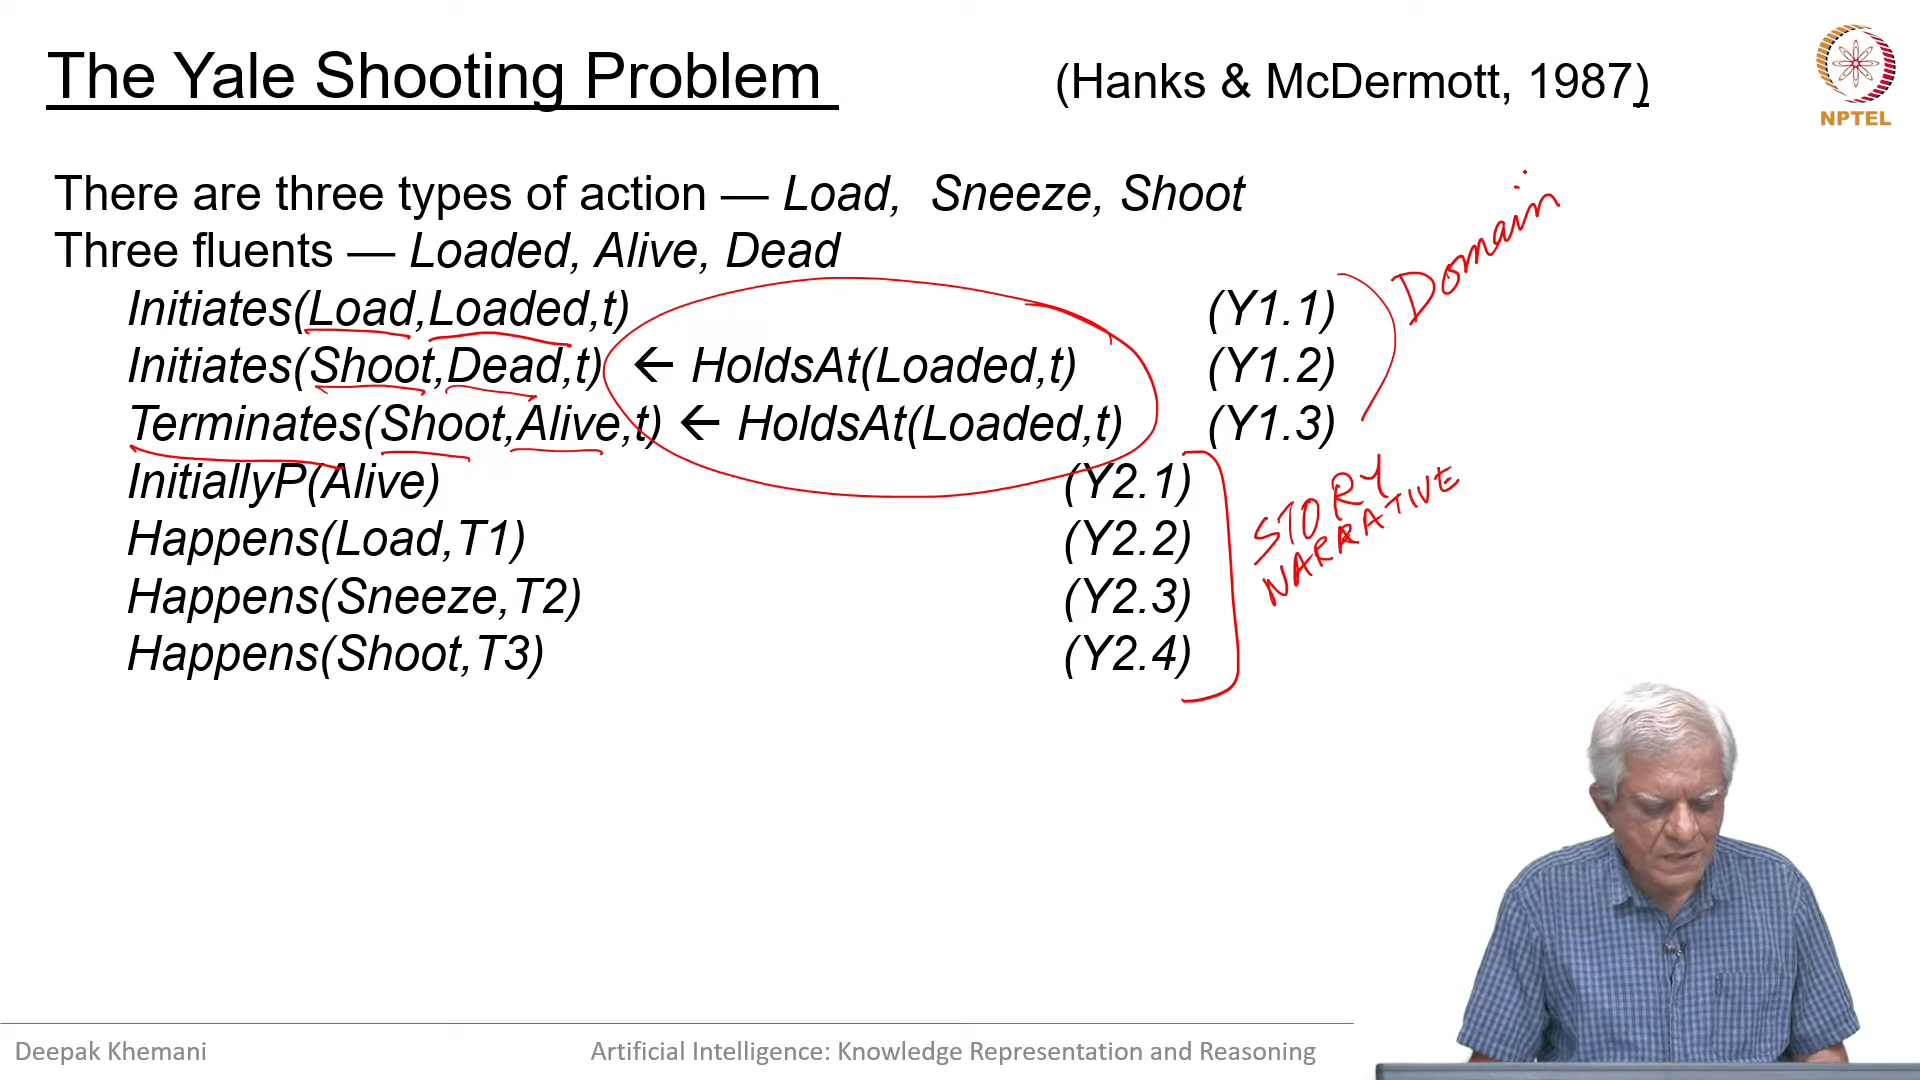 The Yale Shooting Problem (Hanks & McDermott, 1987)
NPTEL
There are three types of action — Load, Sneeze, Shoot
Three fluents — Loaded, Alive, Dead
Initiates(Load,Loaded,t) (Y1.1)
Initiates(Shoot,Dead,t) ← HoldsAt(Loaded,t) (Y1.2)
Terminates(Shoot,Alive,t) ← HoldsAt(Loaded,t) (Y1.3)
Domain
InitiallyP(Alive) (Y2.1)
Happens(Load,T1) (Y2.2)
Happens(Sneeze,T2) (Y2.3)
Happens(Shoot,T3) (Y2.4)
STORY
NARRATIVE
Deepak Khemani
Artificial Intelligence: Knowledge Representation and Reasoning